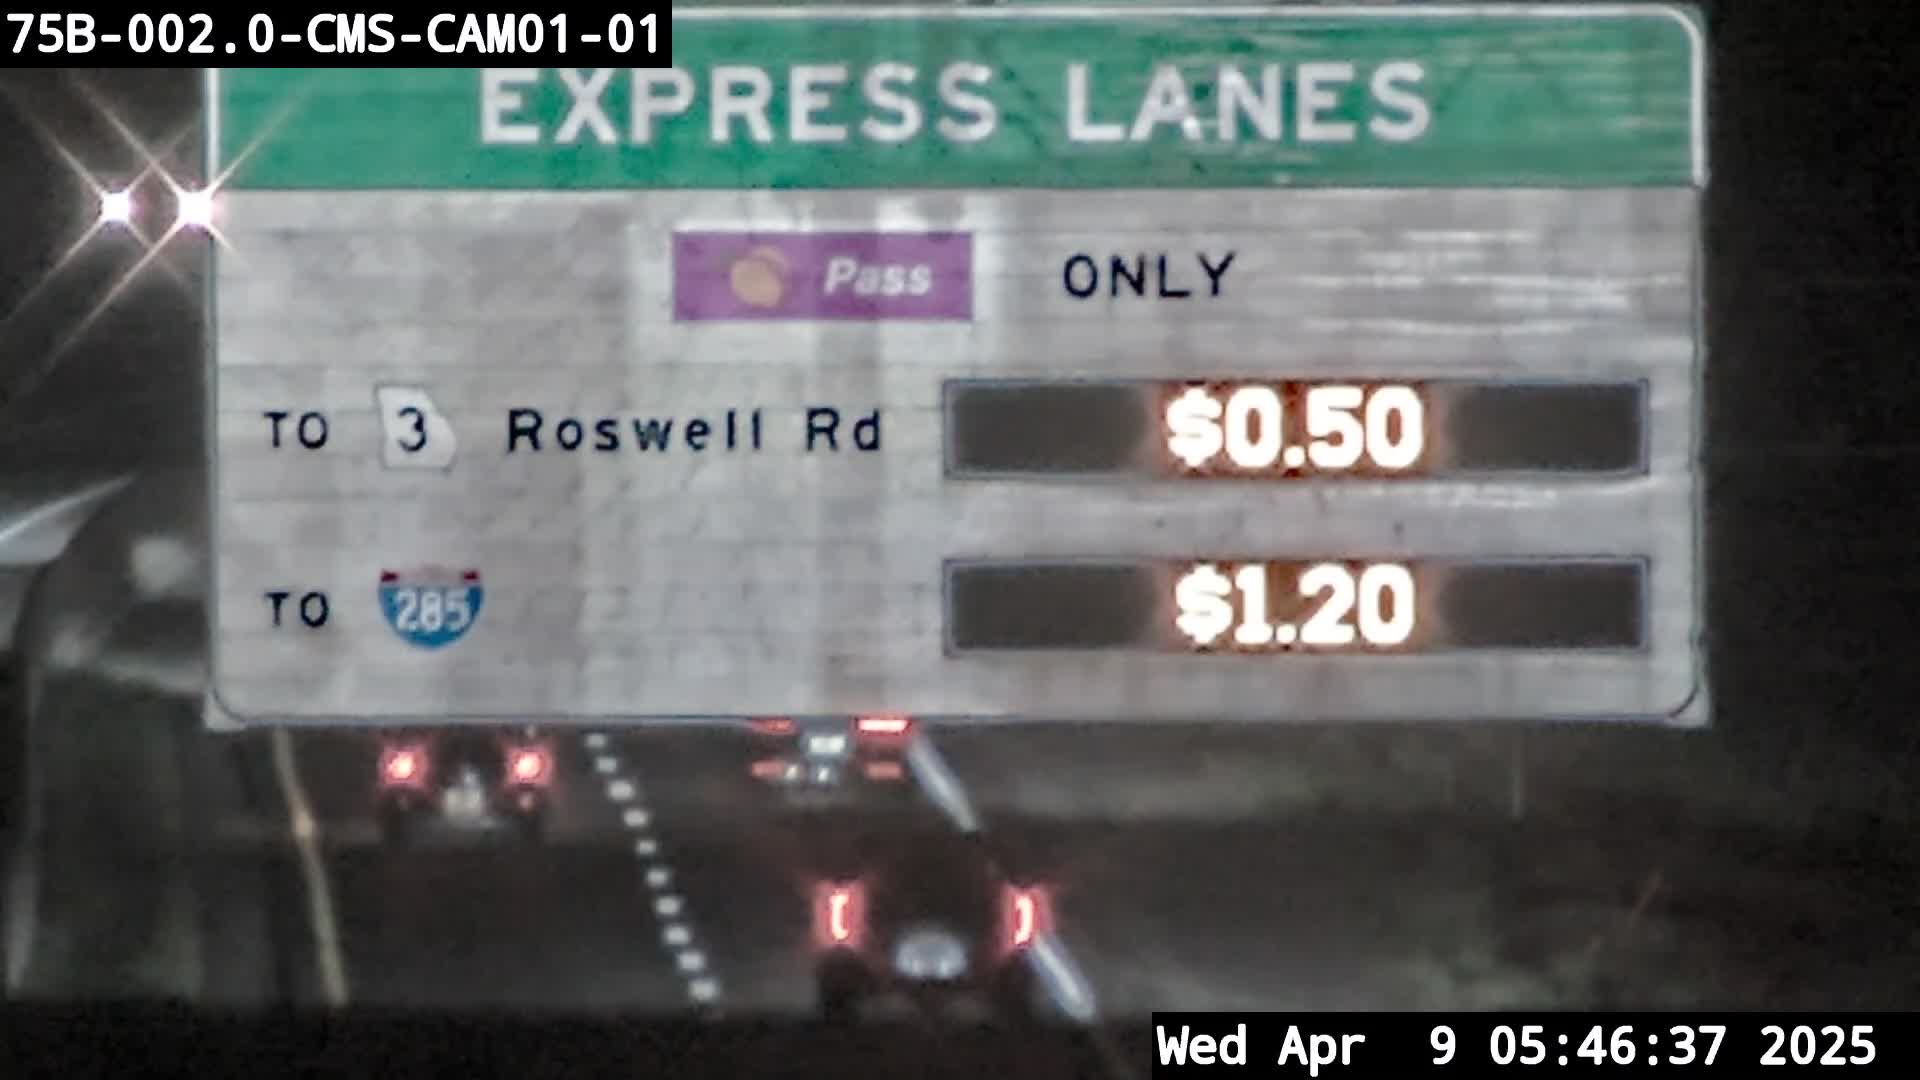 75B-002.0-CMS-CAM01-01
EXPRESS LANES
Pass ONLY
TO 3 Roswell Rd $0.50
TO 285 $1.20
Wed Apr 9 05:46:37 2025